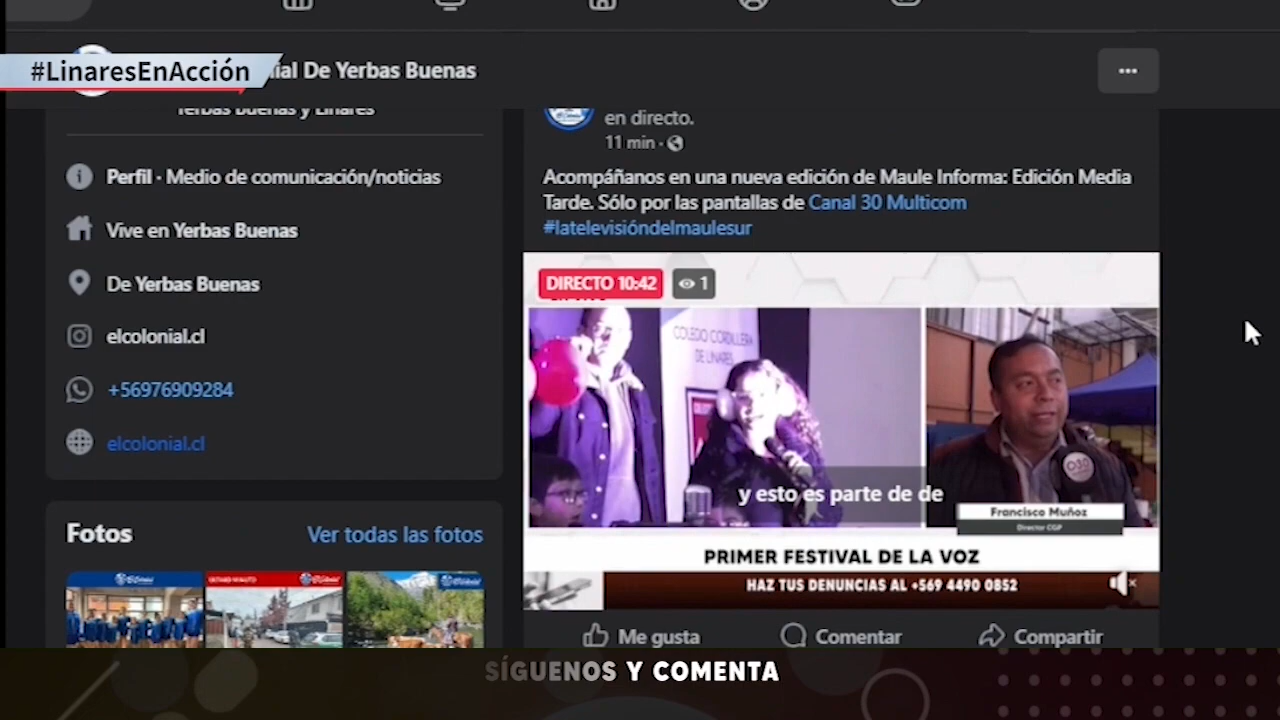 #LinaresEnAcción
ial De Yerbas Buenas
Yerbas Buenas y Linares
Perfil · Medio de comunicación/noticias
Vive en Yerbas Buenas
De Yerbas Buenas
elcolonial.cl
+56976909284
elcolonial.cl
Fotos
Ver todas las fotos
en directo.
11 min ·
Acompáñanos en una nueva edición de Maule Informa: Edición Media
Tarde. Sólo por las pantallas de Canal 30 Multicom
#latelevisióndelmaulesur
DIRECTO 10:42
1
COLEGIO CORDILLERA
DE LINARES
y esto es parte de de
Francisco Muñoz
Director CGP
PRIMER FESTIVAL DE LA VOZ
HAZ TUS DENUNCIAS AL +569 4490 0852
Me gusta
Comentar
Compartir
SÍGUENOS Y COMENTA